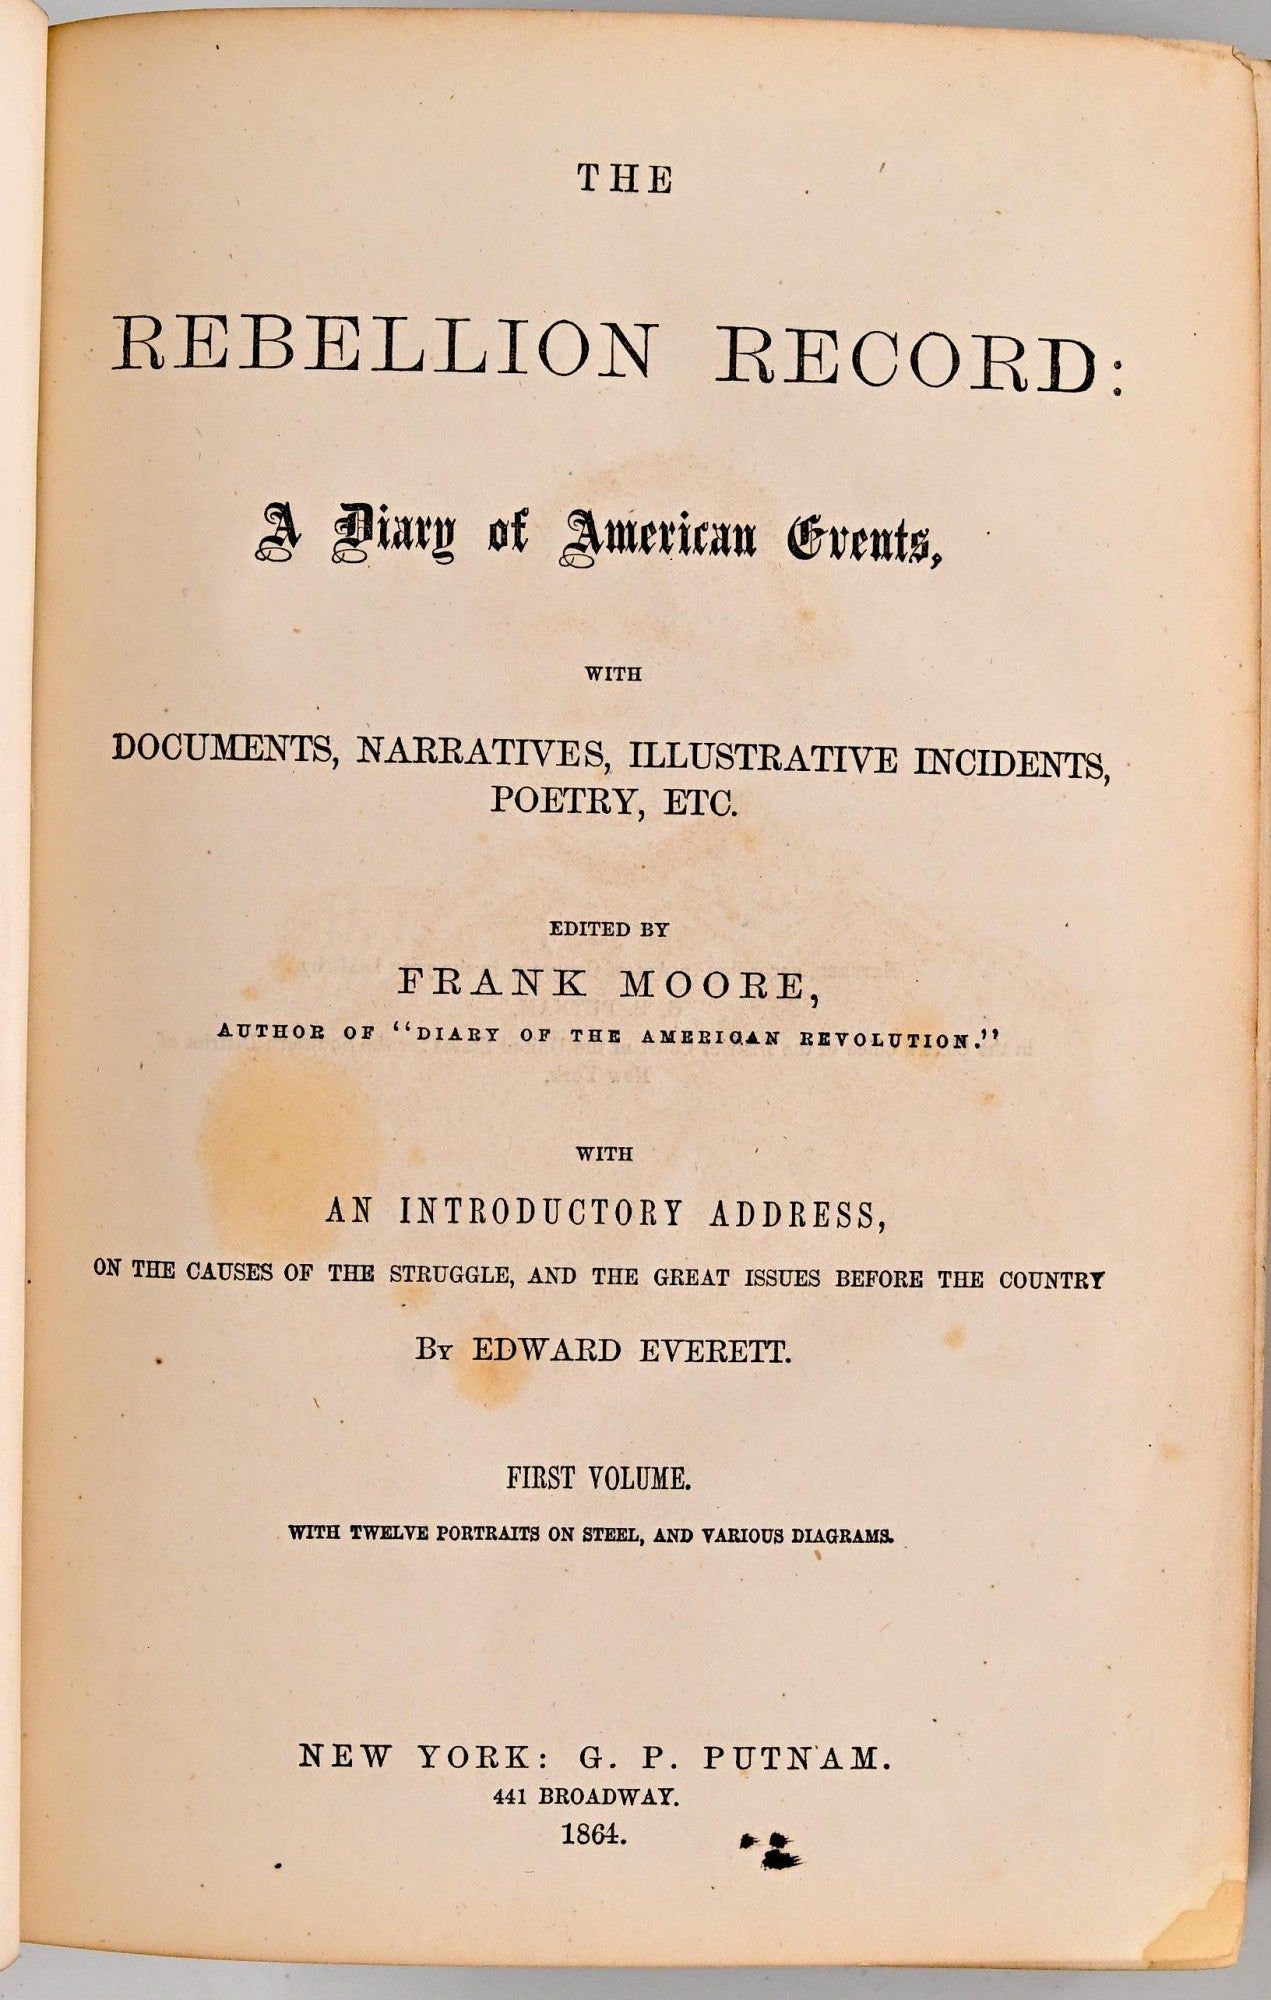 THE
REBELLION RECORD:
A Diary of American Events,
WITH
DOCUMENTS, NARRATIVES, ILLUSTRATIVE INCIDENTS,
POETRY, ETC.
EDITED BY
FRANK MOORE,
AUTHOR OF “DIARY OF THE AMERICAN REVOLUTION.”
WITH
AN INTRODUCTORY ADDRESS,
ON THE CAUSES OF THE STRUGGLE, AND THE GREAT ISSUES BEFORE THE COUNTRY
BY EDWARD EVERETT.
FIRST VOLUME.
WITH TWELVE PORTRAITS ON STEEL, AND VARIOUS DIAGRAMS.
NEW YORK: G. P. PUTNAM.
441 BROADWAY.
1864.